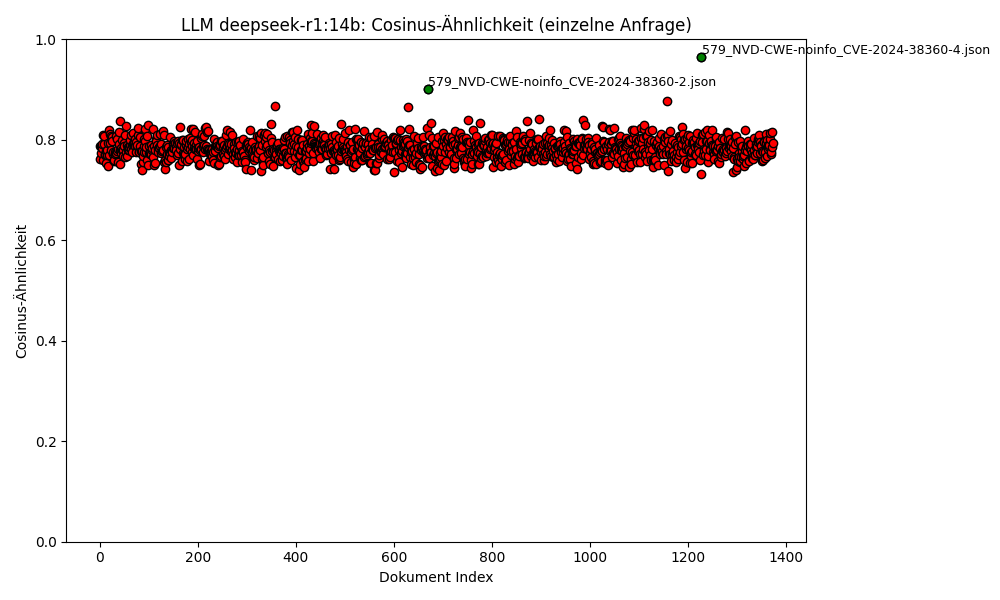 LLM deepseek-r1:14b: Cosinus-Ähnlichkeit (einzelne Anfrage)
1.0
579_NVD-CWE-noinfo_CVE-2024-38360-4.json
579_NVD-CWE-noinfo_CVE-2024-38360-2.json
0.8
0.6
Cosinus-Ähnlichkeit
0.4
0.2
0.0
0 200 400 600 800 1000 1200 1400
Dokument Index